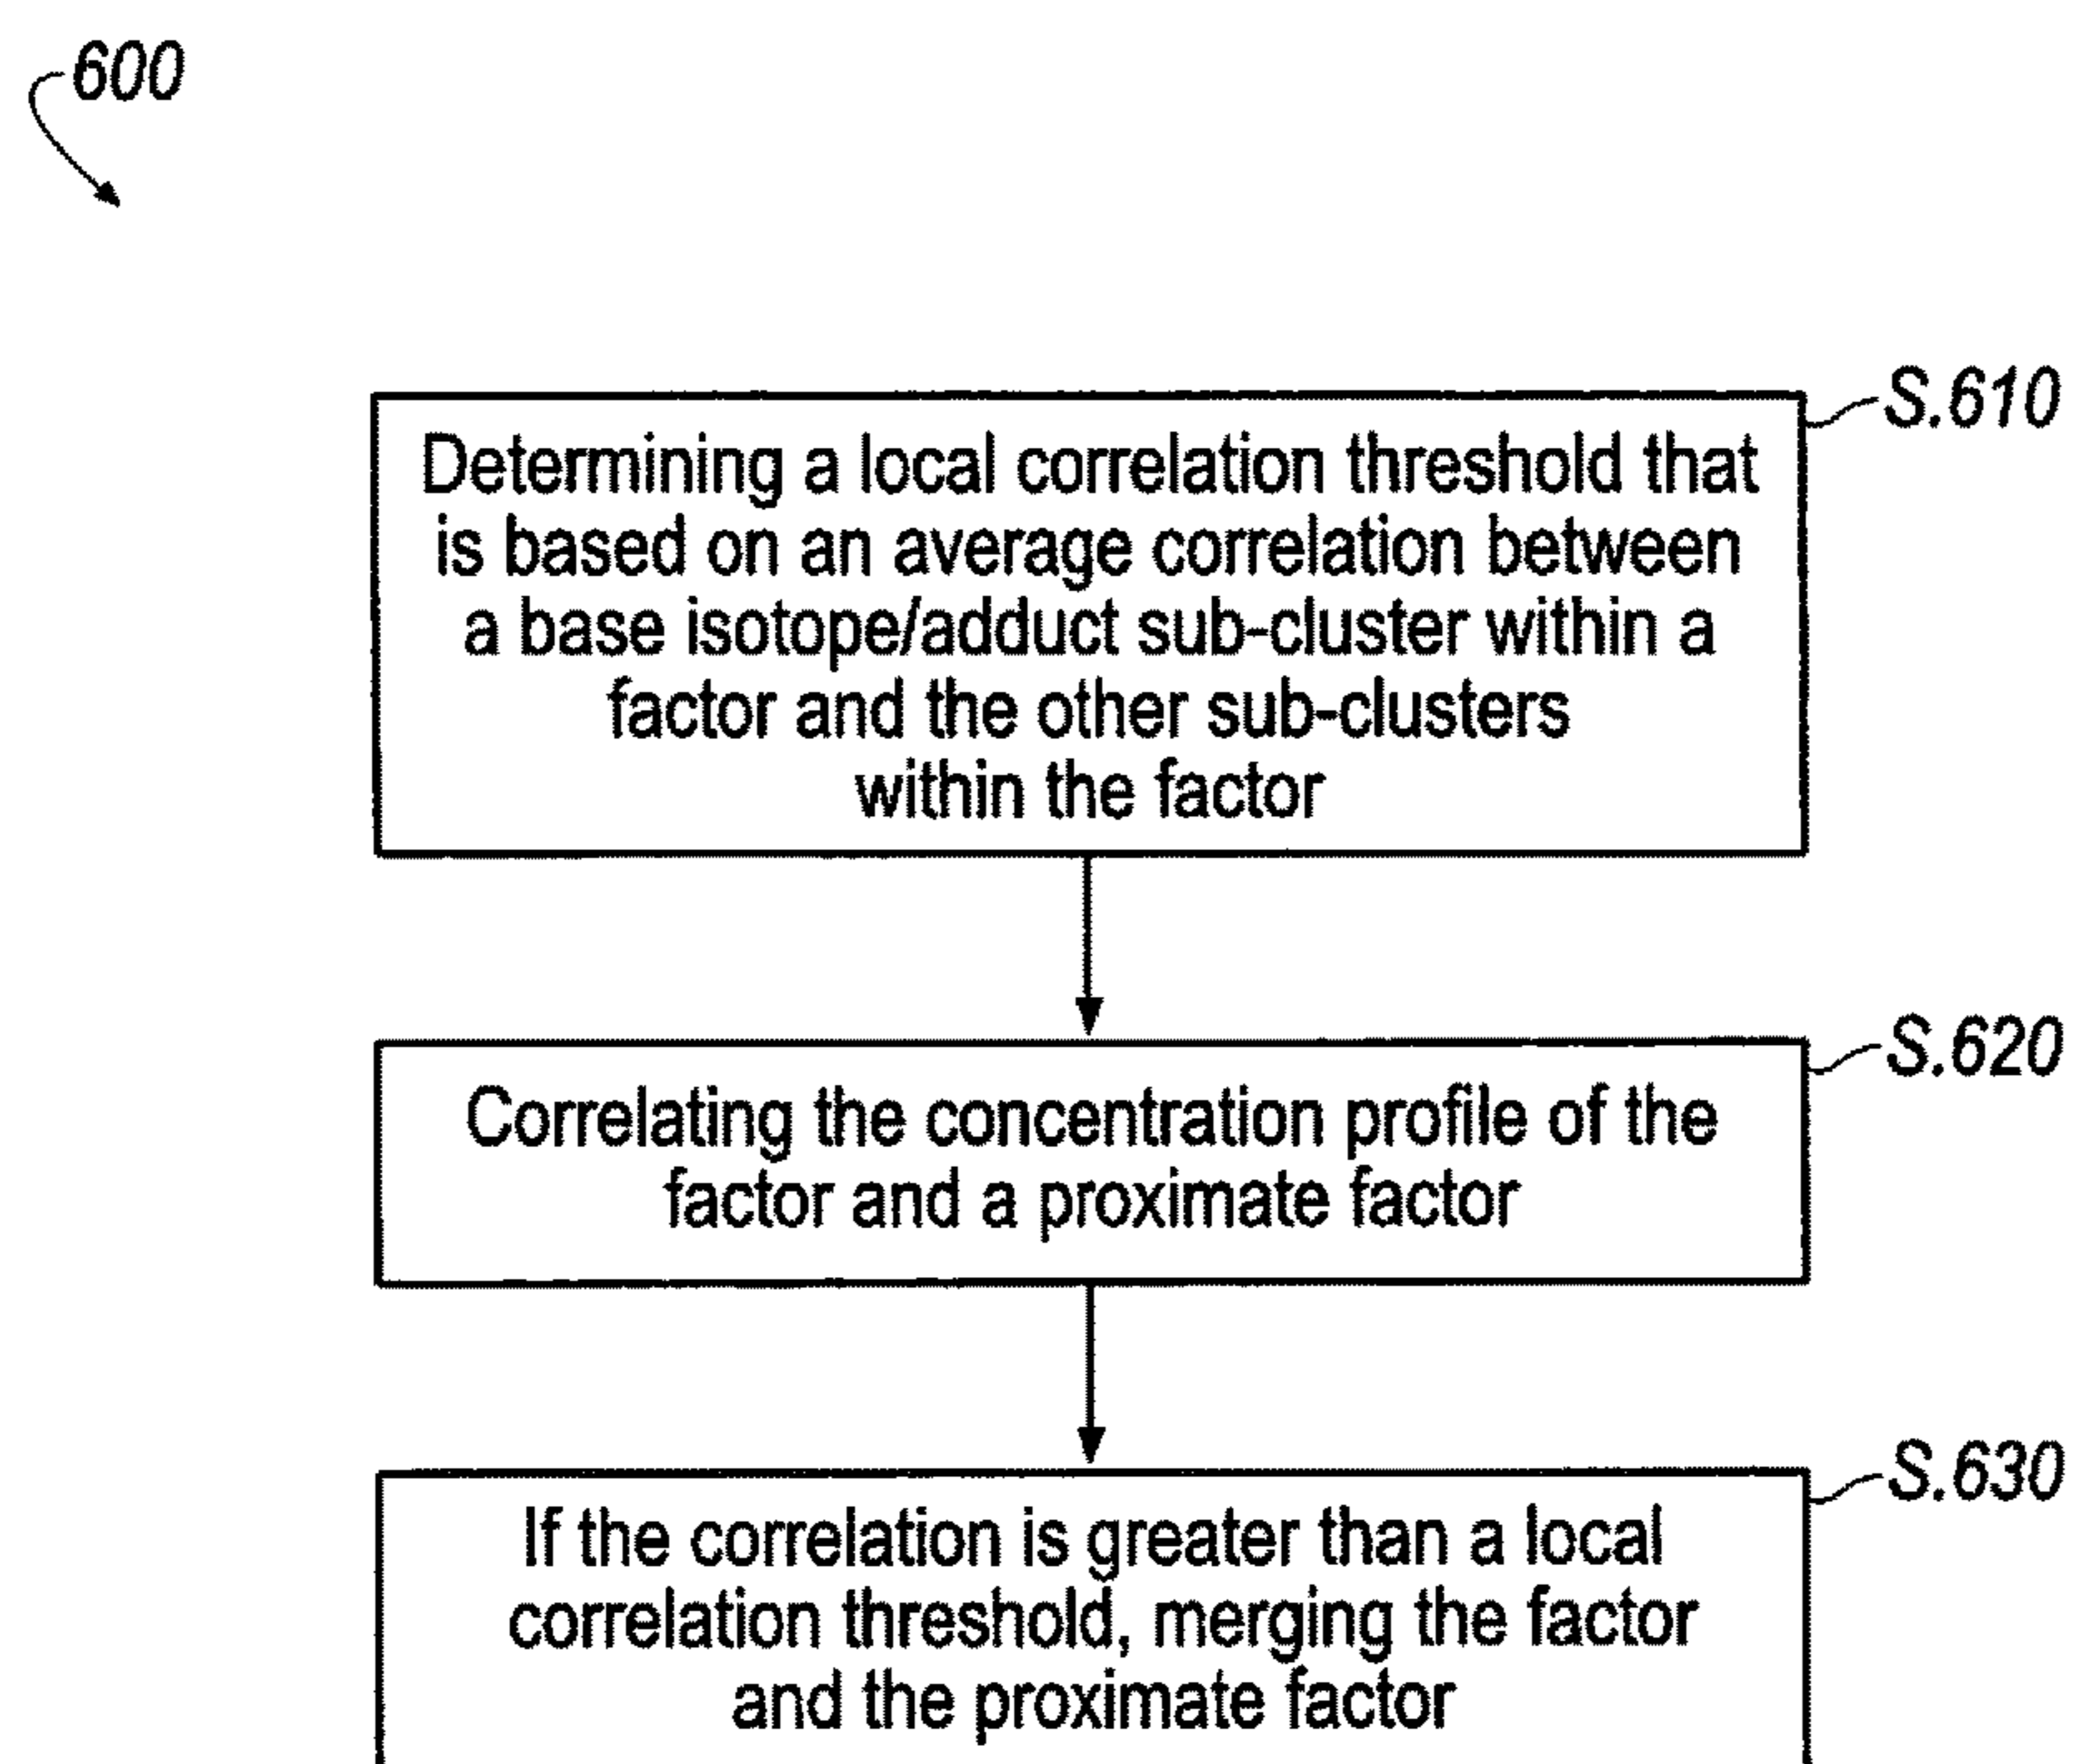 600
S.610
Determining a local correlation threshold that
is based on an average correlation between
a base isotope/adduct sub-cluster within a
factor and the other sub-clusters
within the factor
S.620
Correlating the concentration profile of the
factor and a proximate factor
S.630
If the correlation is greater than a local
correlation threshold, merging the factor
and the proximate factor